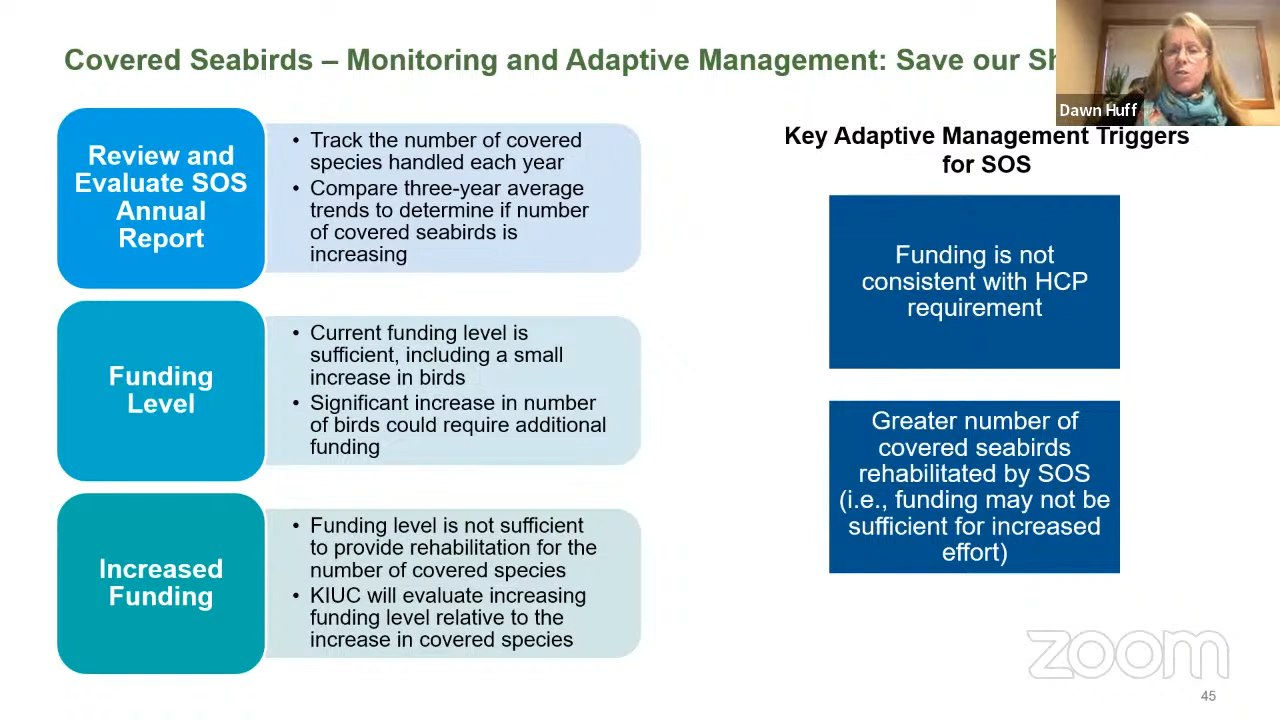 Covered Seabirds – Monitoring and Adaptive Management: Save our
Dawn Huff
Review and
Evaluate SOS
Annual
Report
• Track the number of covered
species handled each year
• Compare three-year average
trends to determine if number
of covered seabirds is
increasing
Funding
Level
• Current funding level is
sufficient, including a small
increase in birds
• Significant increase in number
of birds could require additional
funding
Increased
Funding
• Funding level is not sufficient
to provide rehabilitation for the
number of covered species
• KIUC will evaluate increasing
funding level relative to the
increase in covered species
Key Adaptive Management Triggers
for SOS
Funding is not
consistent with HCP
requirement
Greater number of
covered seabirds
rehabilitated by SOS
(i.e., funding may not be
sufficient for increased
effort)
zoom
45